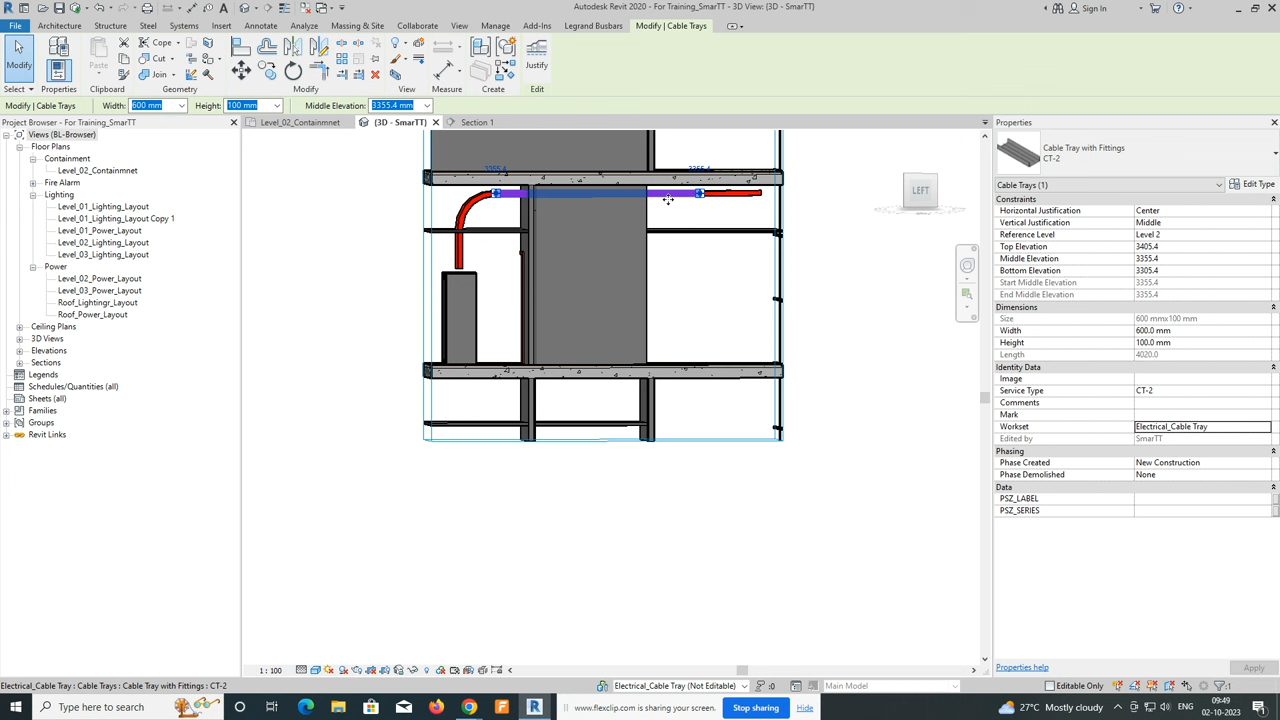 Autodesk Revit 2020 - For Training_SmarTT - 3D View: {3D - SmarTT}
Sign In
File Architecture Structure Steel Systems Insert Annotate Analyze Massing & Site Collaborate View Manage Add-Ins Legrand Busbars Modify | Cable Trays
Modify
Paste
Cope
Cut
Join
Justify
Select Properties Clipboard Geometry Modify View Measure Create Edit
Modify | Cable Trays Width: 600 mm Height: 100 mm Middle Elevation: 3355.4 mm
Project Browser - For Training_SmarTT
Views (BL-Browser)
Floor Plans
Containment
Level_02_Containmnet
Fire Alarm
Lighting
Level_01_Lighting_Layout
Level_01_Lighting_Layout Copy 1
Level_01_Power_Layout
Level_02_Lighting_Layout
Level_03_Lighting_Layout
Power
Level_02_Power_Layout
Level_03_Power_Layout
Roof_Lightingr_Layout
Roof_Power_Layout
Ceiling Plans
3D Views
Elevations
Sections
Legends
Schedules/Quantities (all)
Sheets (all)
Families
Groups
Revit Links
Level_02_Containmnet {3D - SmarTT} Section 1
3355.4 3355.4
LEFT
Properties
Cable Tray with Fittings
CT-2
Cable Trays (1) Edit Type
Constraints
Horizontal Justification Center
Vertical Justification Middle
Reference Level Level 2
Top Elevation 3405.4
Middle Elevation 3355.4
Bottom Elevation 3305.4
Start Middle Elevation 3355.4
End Middle Elevation 3355.4
Dimensions
Size 600 mmx100 mm
Width 600.0 mm
Height 100.0 mm
Length 4020.0
Identity Data
Image
Service Type CT-2
Comments
Mark
Workset Electrical_Cable Tray
Edited by SmarTT
Phasing
Phase Created New Construction
Phase Demolished None
Data
PSZ_LABEL
PSZ_SERIES
Properties help Apply
1 : 100
Electrical_Cable Tray : Cable Trays : Cable Tray with Fittings : CT-2 Electrical_Cable Tray (Not Editable) :0 Main Model Editable Only :1
Type here to search
www.flexclip.com is sharing your screen. Stop sharing Hide
27°C Mostly cloudy
09:49
02-10-2023